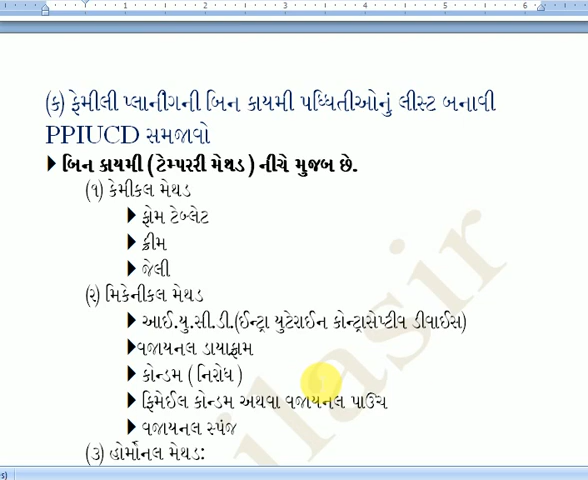 (ક) ફેમીલી પ્લાનીંગની બિન કાયમી પધ્ધિતીઓનું લીસ્ટ બનાવી
PPIUCD સમજાવો
બિન કાયમી ( ટેમ્પરરી મેથડ ) નીચે મુજબ છે.
(૧) કેમીકલ મેથડ
ફોમ ટેબ્લેટ
ક્રીમ
જેલી
(૨) મિકેનીકલ મેથડ
આઈ.યુ.સી.ડી.(ઈન્ટ્રા યુટેરાઈન કોન્ટ્રાસેપ્ટીવ ડીવાઈસ)
વજાયનલ ડાયાફ્રામ
કોન્ડમ ( નિરોધ )
ફિમેઈલ કોન્ડમ અથવા વજાયનલ પાઉચ
વજાયનલ સ્પંજ
(૩) હોર્મોનલ મેથડ: